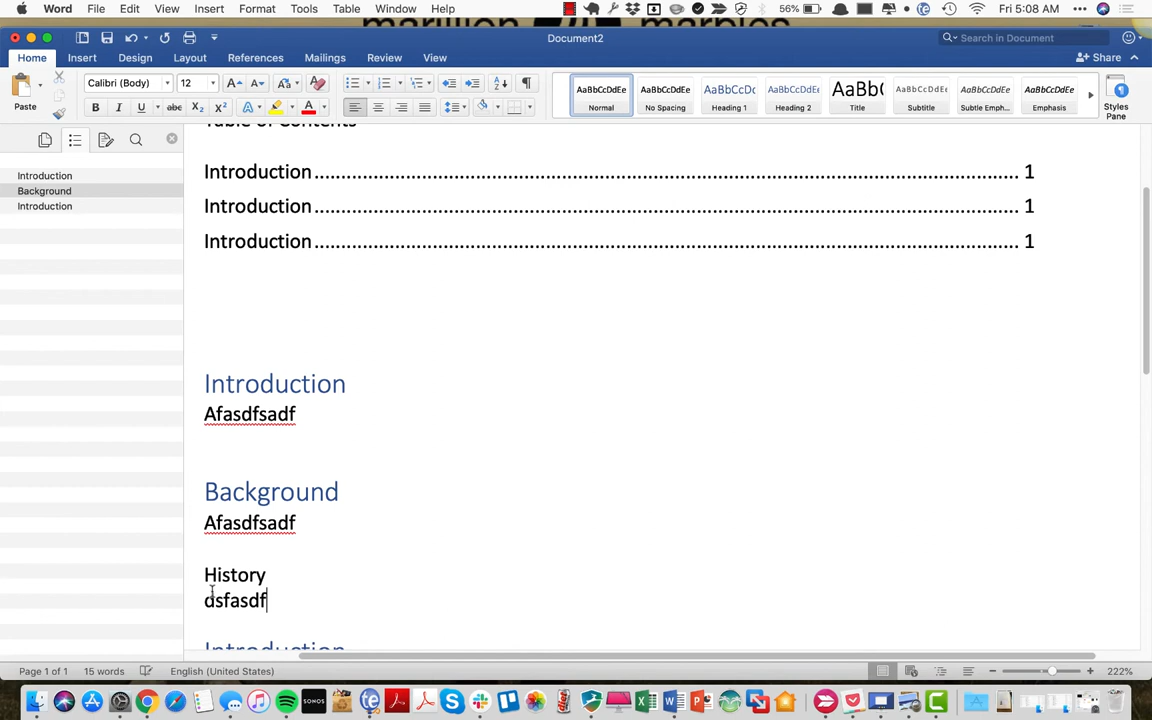 Word File Edit View Insert Format Tools Table Window Help 56% Fri 5:08 AM
Document2
Search in Document
Home Insert Design Layout References Mailings Review View
Share
Paste
Calibri (Body) 12
AaBbCcDdEe AaBbCcDdEe AaBbCcDc AaBbCcDdEe AaBb( AaBbCcDdEe AaBbCcDdEe AaBbCcDdEe
Normal No Spacing Heading 1 Heading 2 Title Subtitle Subtle Emph... Emphasis
Styles
Pane
Introduction
Background
Introduction
Table of Contents
Introduction 1
Introduction 1
Introduction 1
Introduction
Afasdfsadf
Background
Afasdfsadf
History
dsfasdf
Introduction
Page 1 of 1 15 words English (United States) 222%